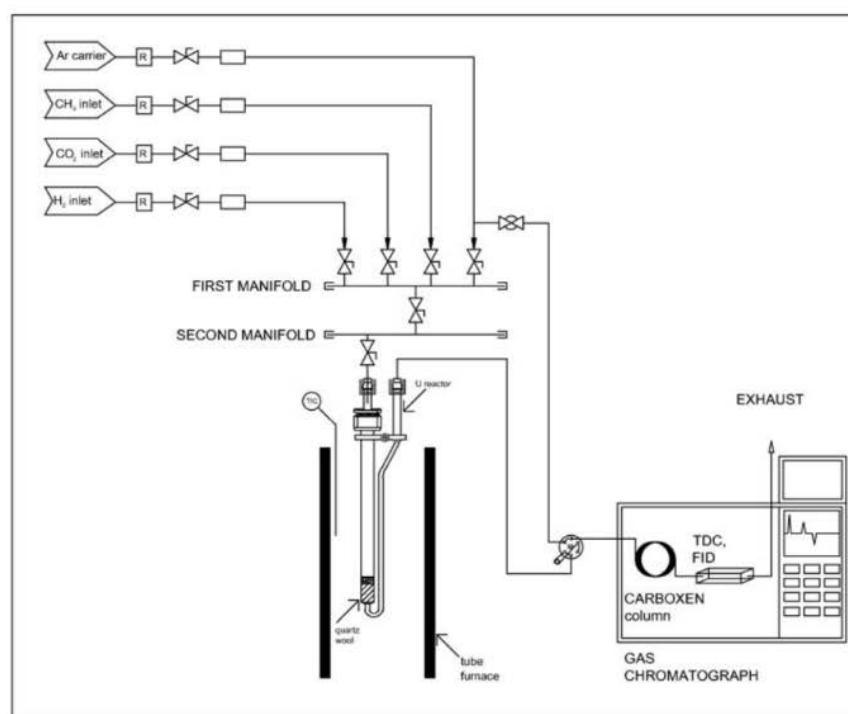 Ar carrier
R
CH₄ inlet
R
CO₂ inlet
R
H₂ inlet
R
FIRST MANIFOLD
SECOND MANIFOLD
U reactor
TIC
EXHAUST
TDC,
FID
CARBOXEN
column
quartz
wool
tube
furnace
GAS
CHROMATOGRAPH